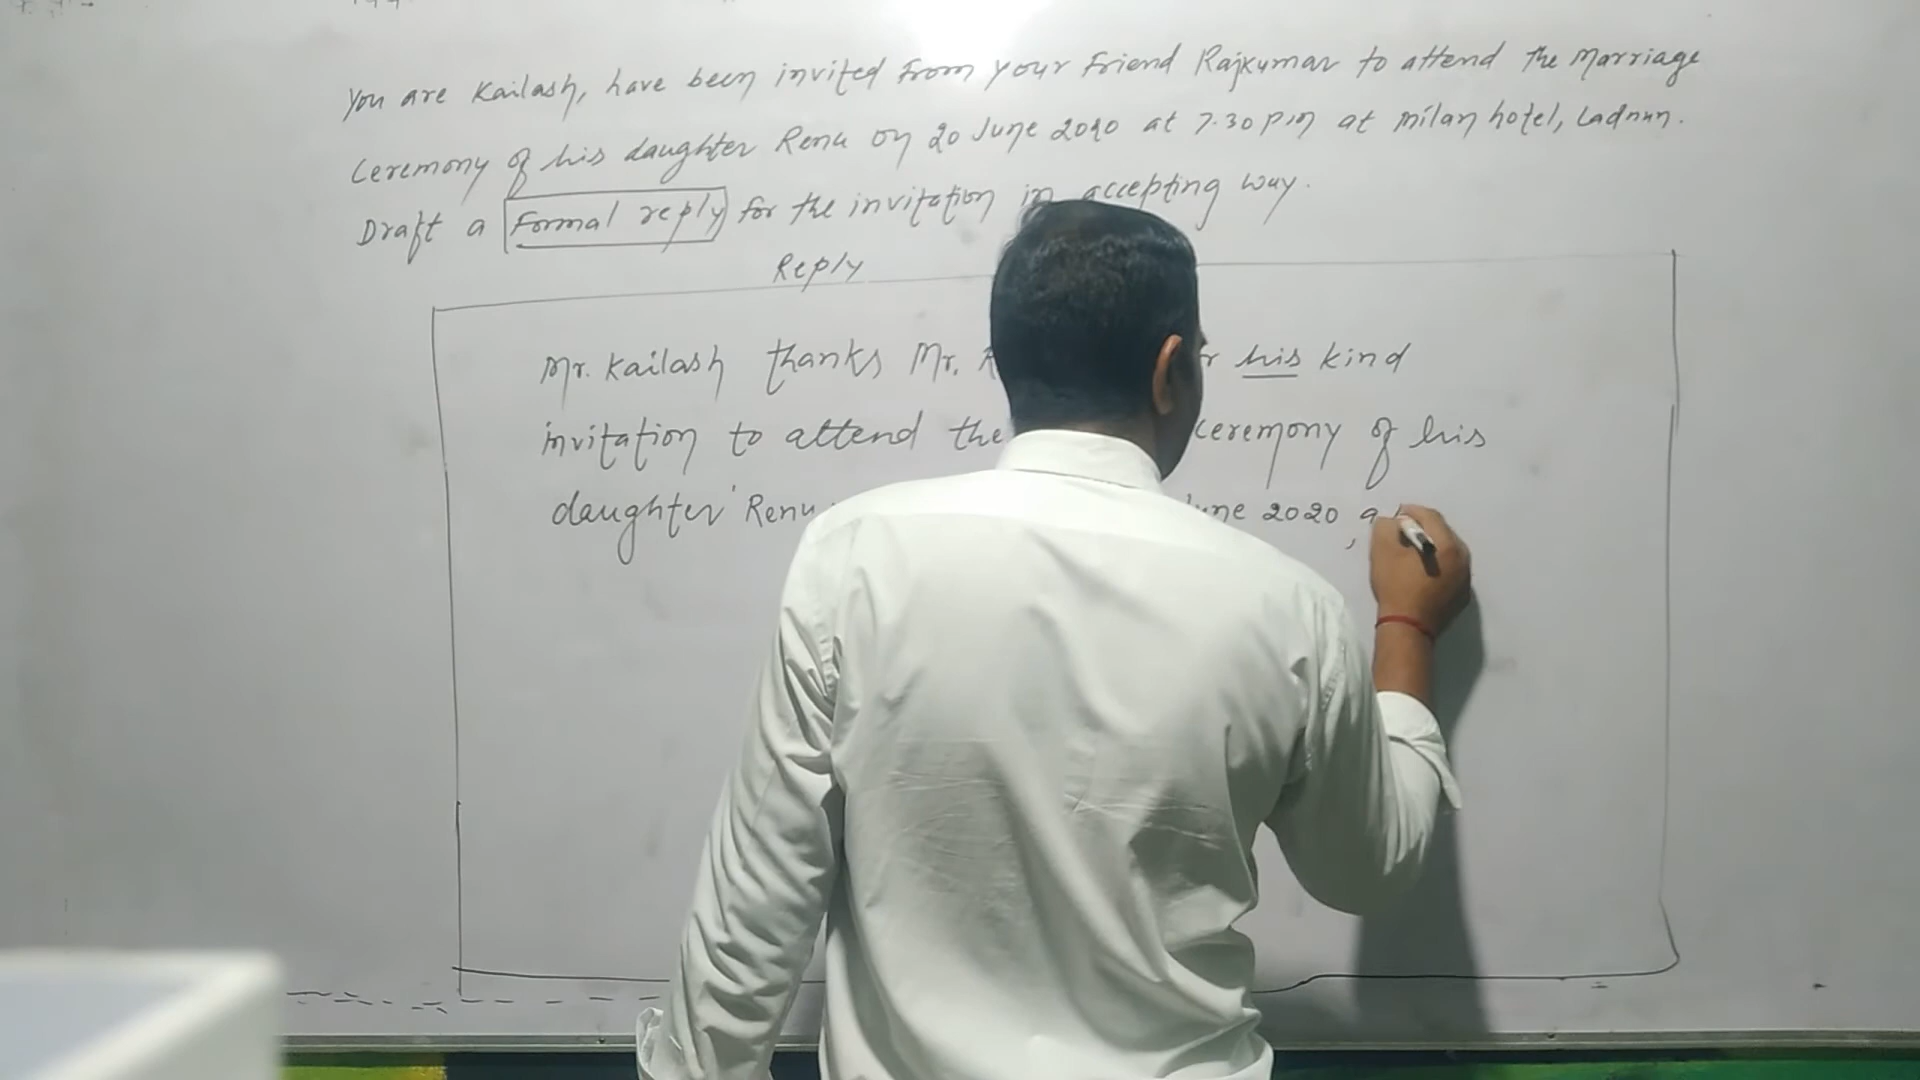 You are Kailash, have been invited from your friend Rajkumar to attend the Marriage
Ceremony of his daughter Renu on 20 June 2020 at 7.30 pm at milan hotel, Ladnun.
Draft a Formal reply for the invitation in accepting way.
Reply
Mr. Kailash thanks Mr. his kind
invitation to attend the ceremony of his
daughter Renu 2020,